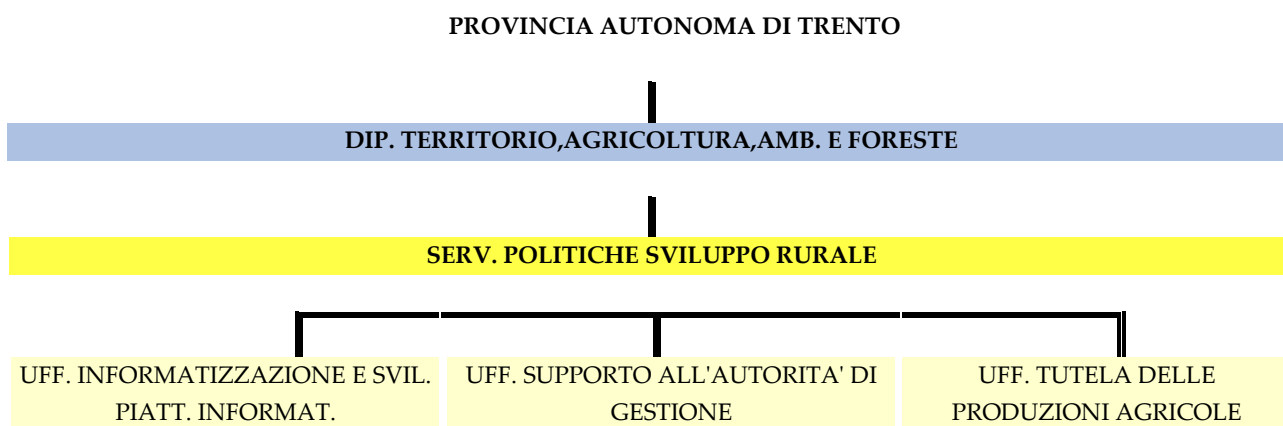 PROVINCIA AUTONOMA DI TRENTO
DIP. TERRITORIO,AGRICOLTURA,AMB. E FORESTE
SERV. POLITICHE SVILUPPO RURALE
UFF. INFORMATIZZAZIONE E SVIL.
PIATT. INFORMAT.
UFF. SUPPORTO ALL'AUTORITA' DI
GESTIONE
UFF. TUTELA DELLE
PRODUZIONI AGRICOLE